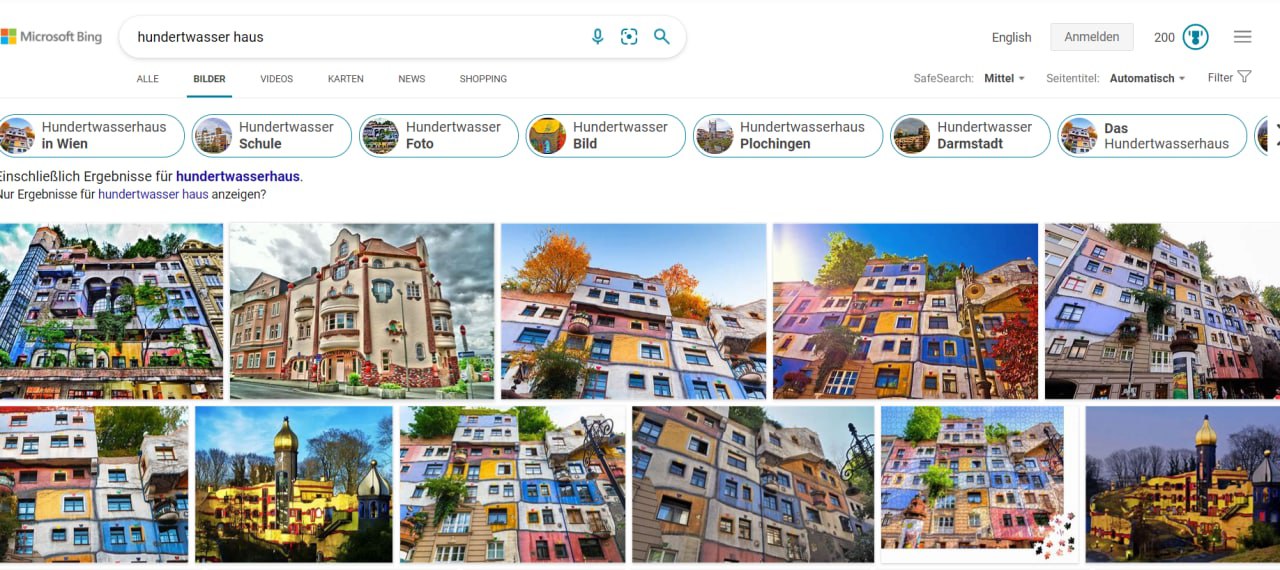 Microsoft Bing
hundertwasser haus
English
Anmelden
200
ALLE
BILDER
VIDEOS
KARTEN
NEWS
SHOPPING
SafeSearch: Mittel
Seitentitel: Automatisch
Filter
Hundertwasserhaus
in Wien
Hundertwasser
Schule
Hundertwasser
Foto
Hundertwasser
Bild
Hundertwasserhaus
Plochingen
Hundertwasser
Darmstadt
Das
Hundertwasserhaus
Einschließlich Ergebnisse für hundertwasserhaus.
Nur Ergebnisse für hundertwasser haus anzeigen?